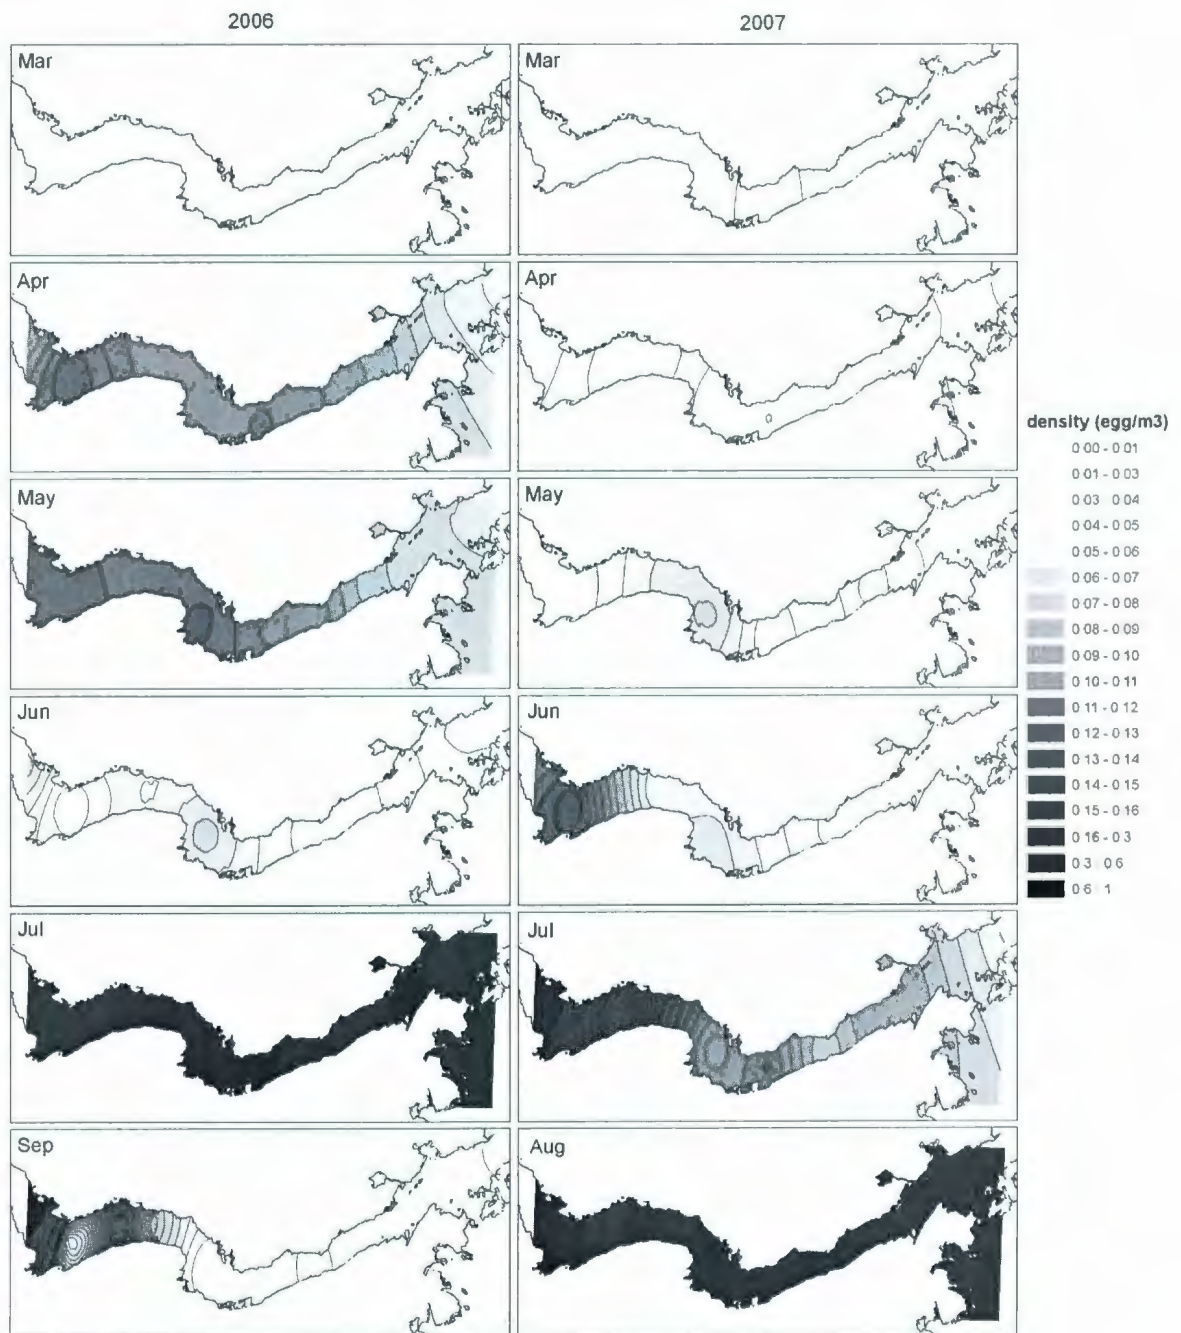 2006
2007
Mar
Mar
Apr
Apr
May
May
Jun
Jun
Jul
Jul
Sep
Aug
density (egg/m3)
0 00 - 0 01
0 01 - 0 03
0 03 0 04
0 04 - 0 05
0 05 - 0 06
0 06 - 0 07
0 07 - 0 08
0 08 - 0 09
0 09 - 0 10
0 10 - 0 11
0 11 - 0 12
0 12 - 0 13
0 13 - 0 14
0 14 - 0 15
0 15 - 0 16
0 16 - 0 3
0 3 0 6
0 6 1